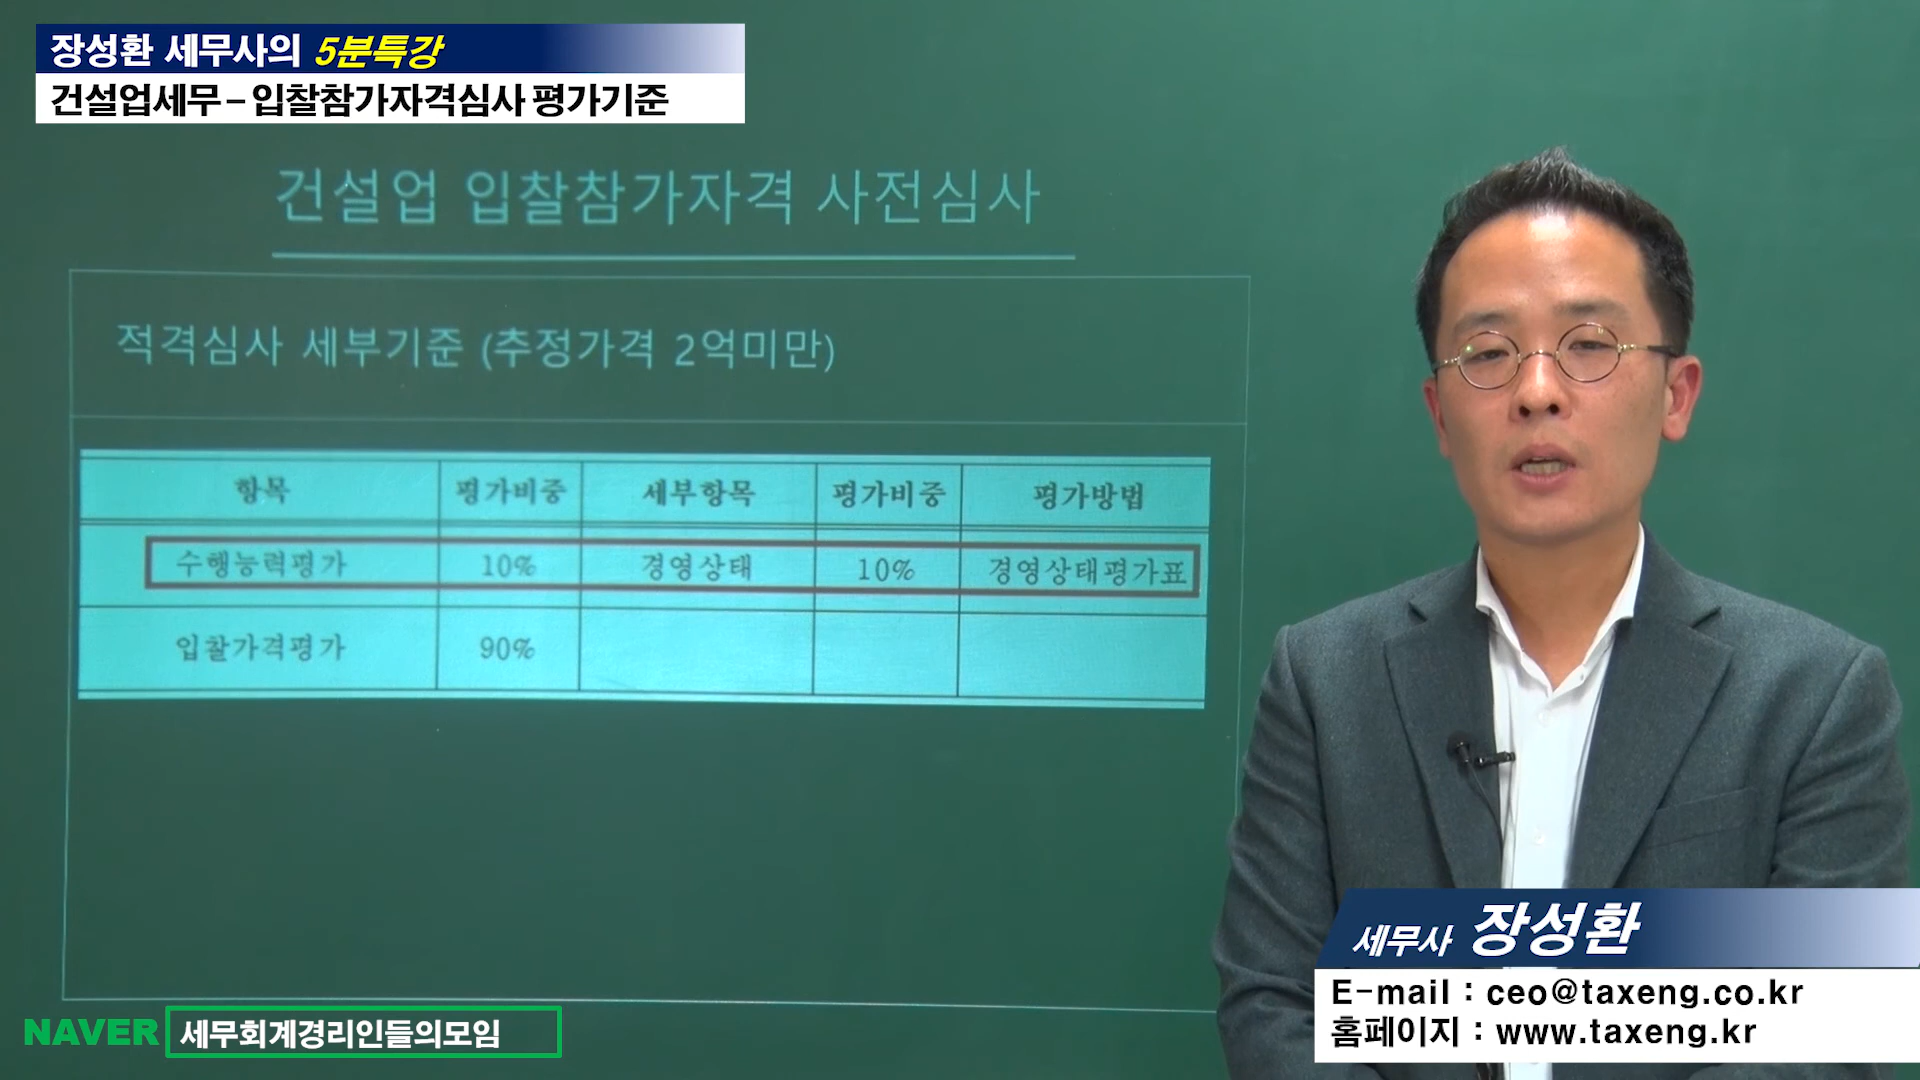 장성환 세무사의 5분특강
건설업세무 – 입찰참가자격심사 평가기준
건설업 입찰참가자격 사전심사
적격심사 세부기준 (추정가격 2억미만)
항목 평가비중 세부항목 평가비중 평가방법
수행능력평가 10% 경영상태 10% 경영상태평가표
입찰가격평가 90%
세무사 장성환
E-mail : ceo@taxeng.co.kr
홈페이지 : www.taxeng.kr
NAVER 세무회계경리인들의모임